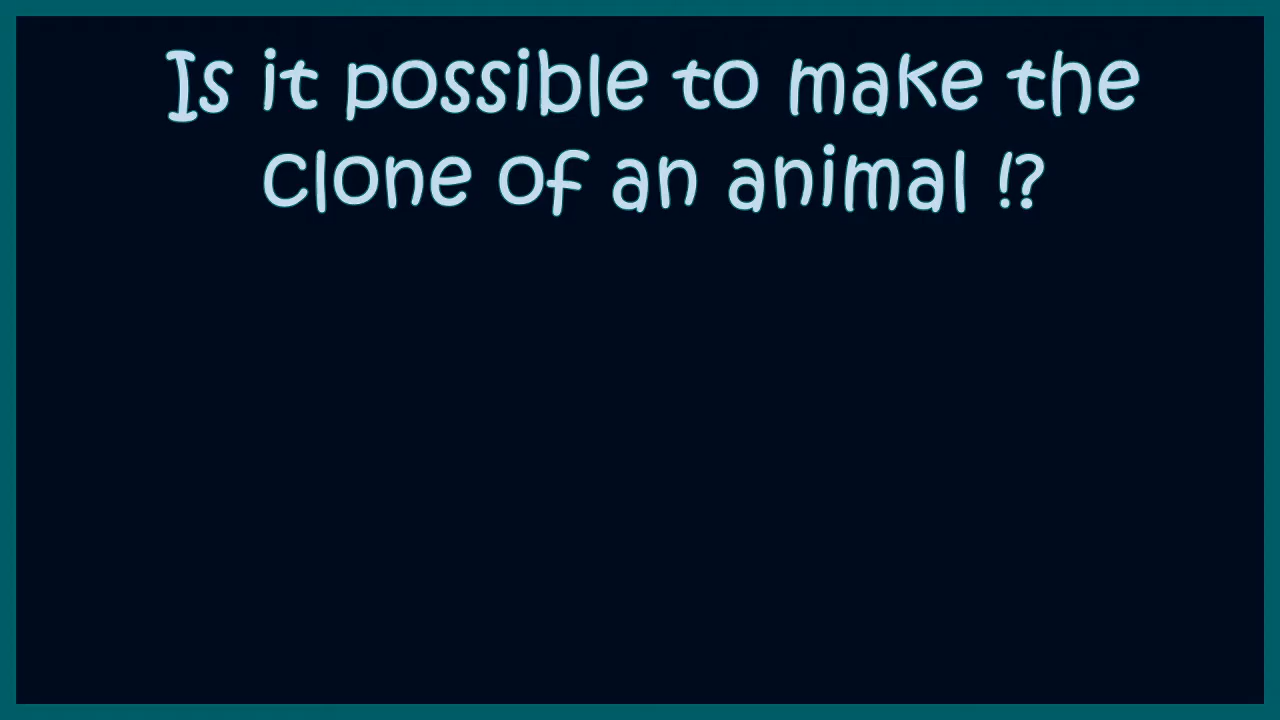 Is it possible to make the
clone of an animal !?